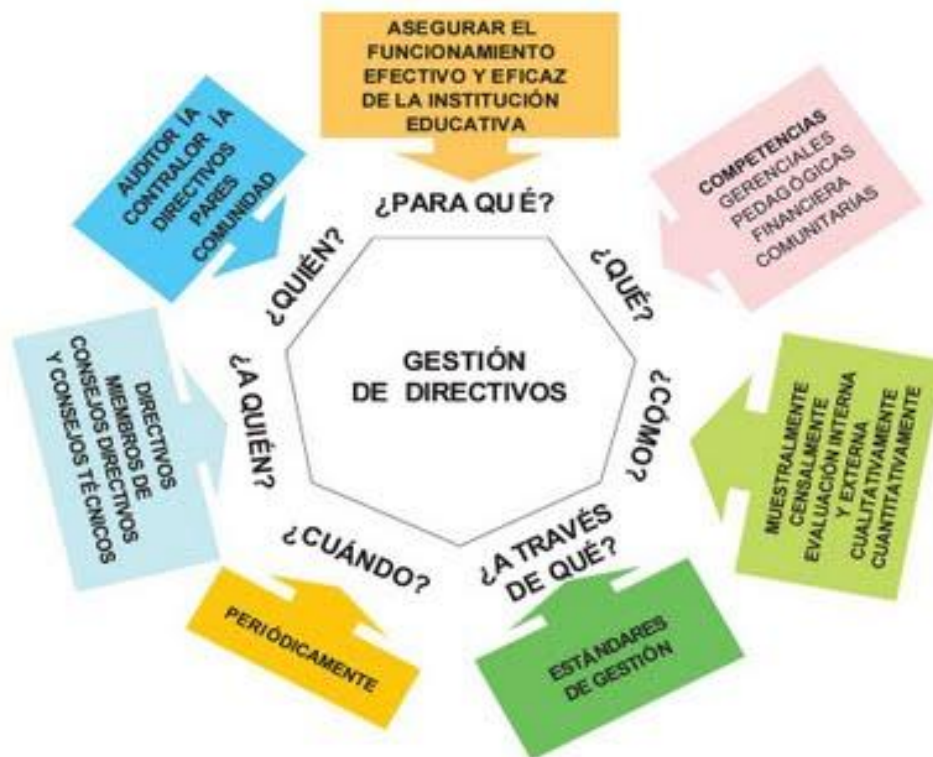 ASEGURAR EL
FUNCIONAMIENTO
EFECTIVO Y EFICAZ
DE LA INSTITUCIÓN
EDUCATIVA
¿PARA QUÉ?
COMPETENCIAS
GERENCIALES
PEDAGÓGICAS
FINANCIERA
COMUNITARIAS
¿QUÉ?
MUESTRALMENTE
CENSALMENTE
EVALUACIÓN INTERNA
Y EXTERNA
CUALITATIVAMENTE
CUANTITATIVAMENTE
¿CÓMO?
ESTÁNDARES
DE GESTIÓN
¿A TRAVÉS
DE QUÉ?
PERIÓDICAMENTE
¿CUÁNDO?
DIRECTIVOS
MIEMBROS DE
CONSEJOS DIRECTIVOS
Y CONSEJOS TÉCNICOS
¿A QUIÉN?
AUDITOR ÍA
CONTRALOR ÍA
DIRECTIVOS
PARES
COMUNIDAD
¿QUIÉN?
GESTIÓN
DE DIRECTIVOS